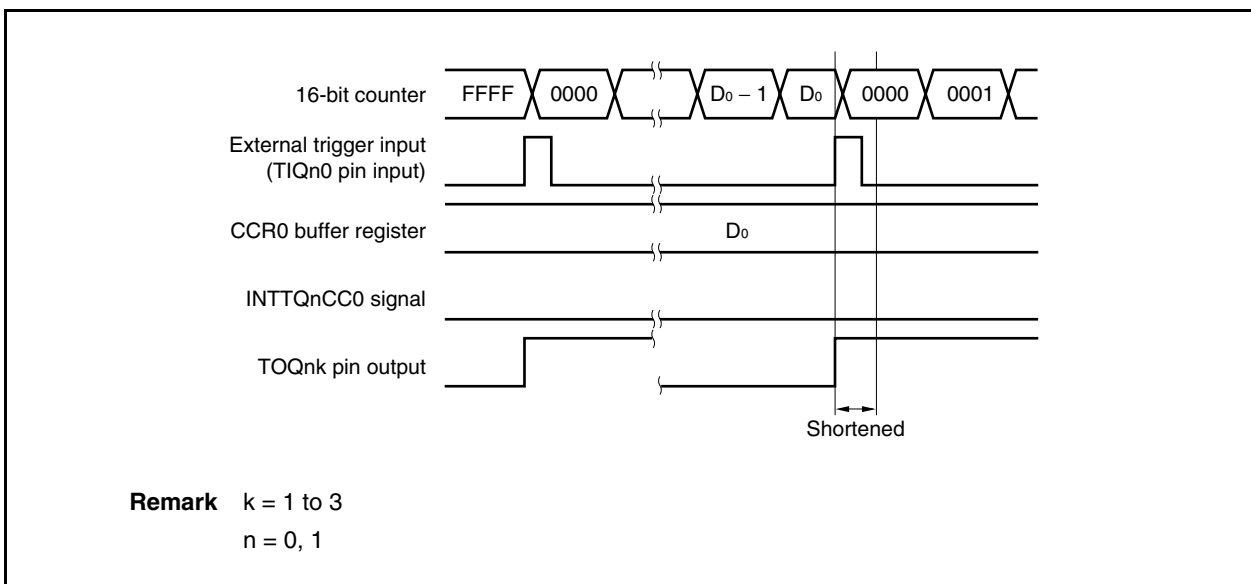 16-bit counter FFFF 0000 D₀ − 1 D₀ 0000 0001
External trigger input
(TIQn0 pin input)
CCR0 buffer register D₀
INTTQnCC0 signal
TOQnk pin output
Shortened
Remark k = 1 to 3
n = 0, 1